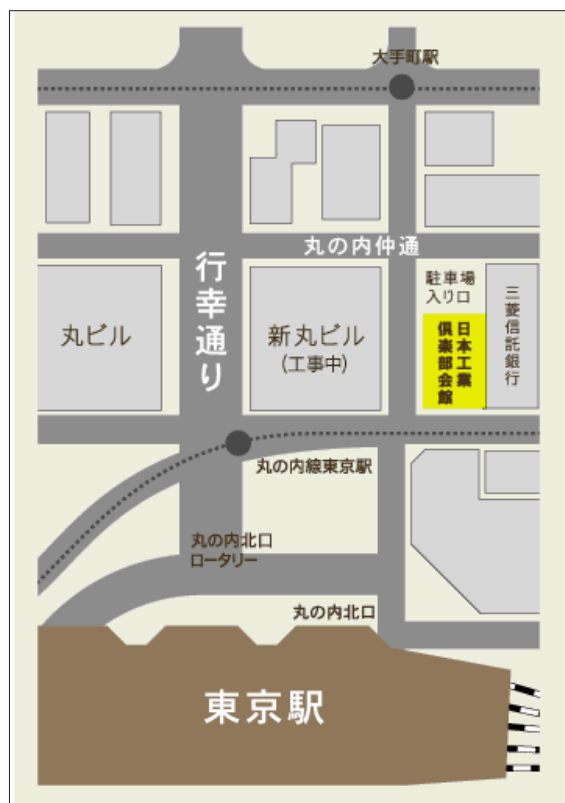 大手町駅
丸の内仲通
行幸通り
駐車場
入り口
三菱信託銀行
丸ビル
新丸ビル
(工事中)
日本工業
倶楽部会館
丸の内線東京駅
丸の内北口
ロータリー
丸の内北口
東京駅